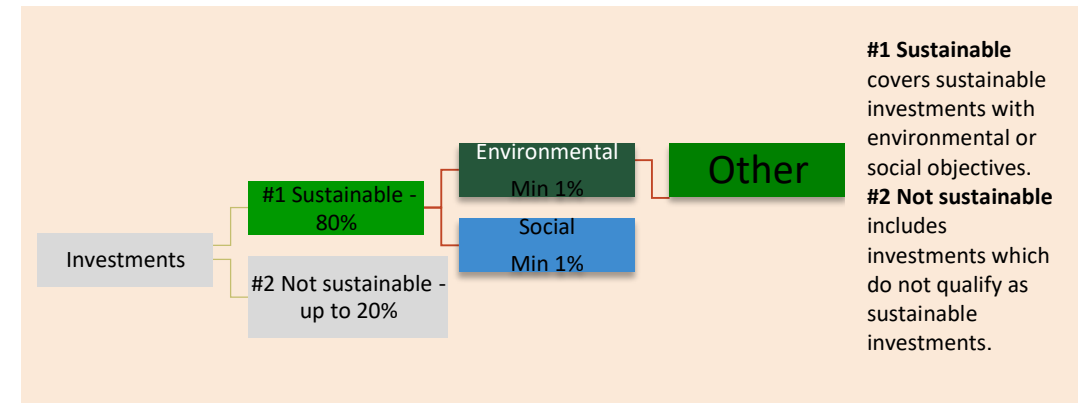 Investments
#1 Sustainable -
80%
#2 Not sustainable -
up to 20%
Environmental
Min 1%
Social
Min 1%
Other
#1 Sustainable
covers sustainable
investments with
environmental or
social objectives.
#2 Not sustainable
includes
investments which
do not qualify as
sustainable
investments.